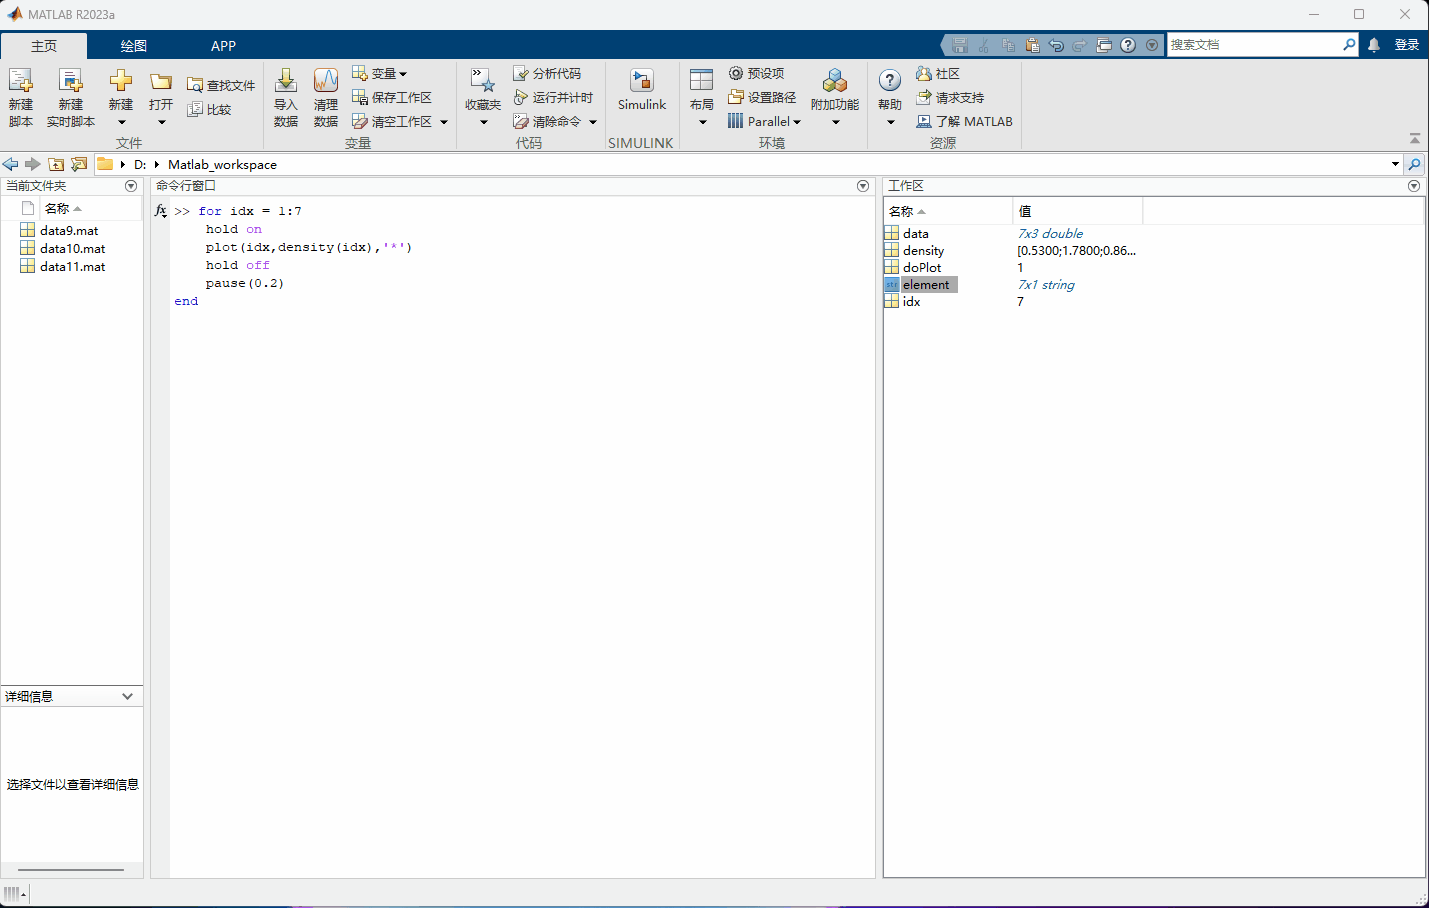 MATLAB R2023a
主页 绘图 APP
搜索文档
登录
新建
脚本
新建
实时脚本
新建
打开
查找文件
比较
文件
导入
数据
清理
数据
变量
保存工作区
清空工作区
变量
收藏夹
分析代码
运行并计时
清除命令
代码
Simulink
SIMULINK
布局
预设项
设置路径
Parallel
附加功能
环境
帮助
社区
请求支持
了解 MATLAB
资源
D: Matlab_workspace
当前文件夹
名称
data9.mat
data10.mat
data11.mat
详细信息
选择文件以查看详细信息
命令行窗口
fx >> for idx = 1:7
hold on
plot(idx,density(idx),'*')
hold off
pause(0.2)
end
工作区
名称 值
data 7x3 double
density [0.5300;1.7800;0.86...
doPlot 1
str element 7x1 string
idx 7